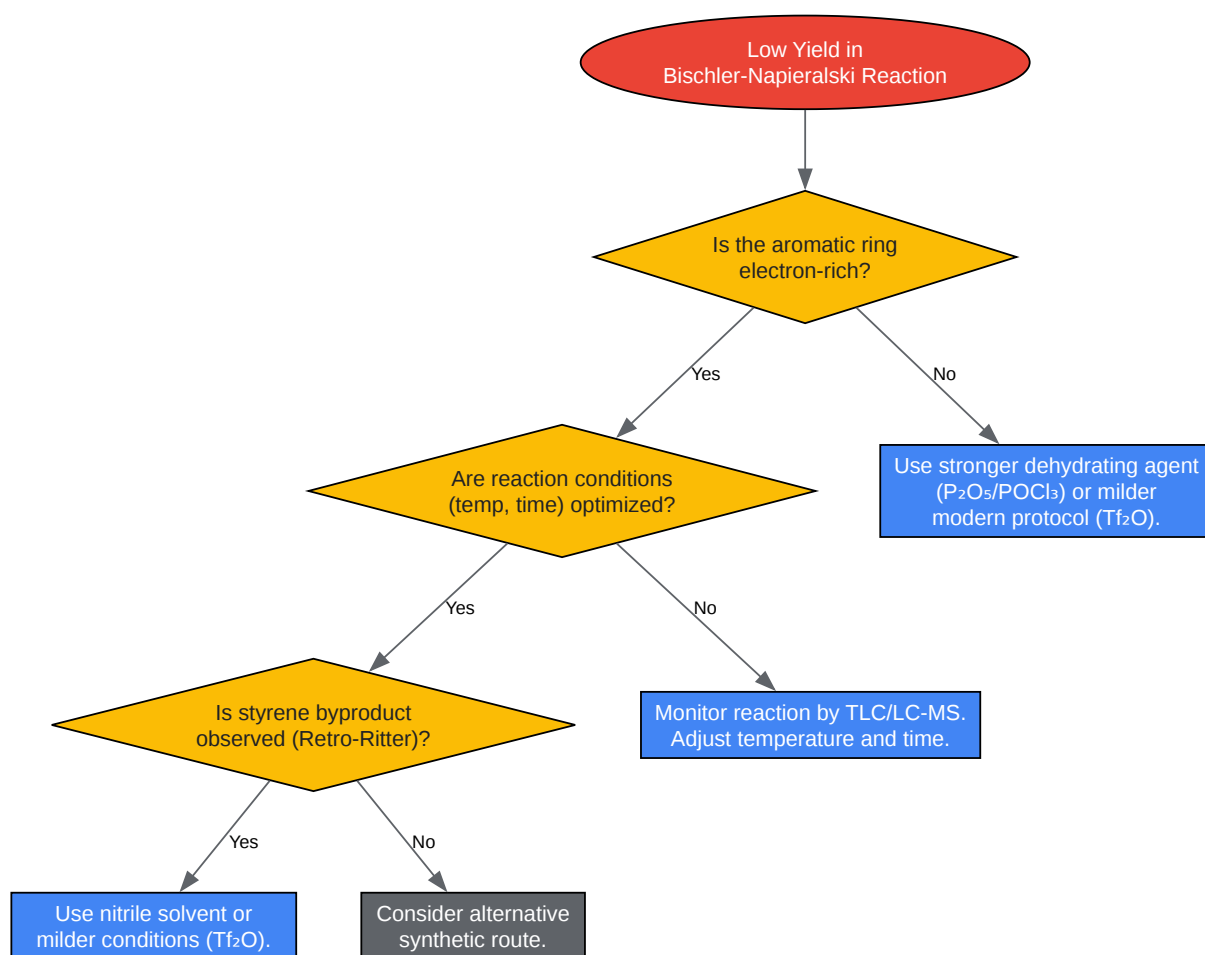 Low Yield in
Bischler-Napieralski Reaction
Is the aromatic ring
electron-rich?
Yes
No
Are reaction conditions
(temp, time) optimized?
Use stronger dehydrating agent
(P₂O₅/POCl₃) or milder
modern protocol (Tf₂O).
Yes
No
Is styrene byproduct
observed (Retro-Ritter)?
Monitor reaction by TLC/LC-MS.
Adjust temperature and time.
Yes
No
Use nitrile solvent or
milder conditions (Tf₂O).
Consider alternative
synthetic route.